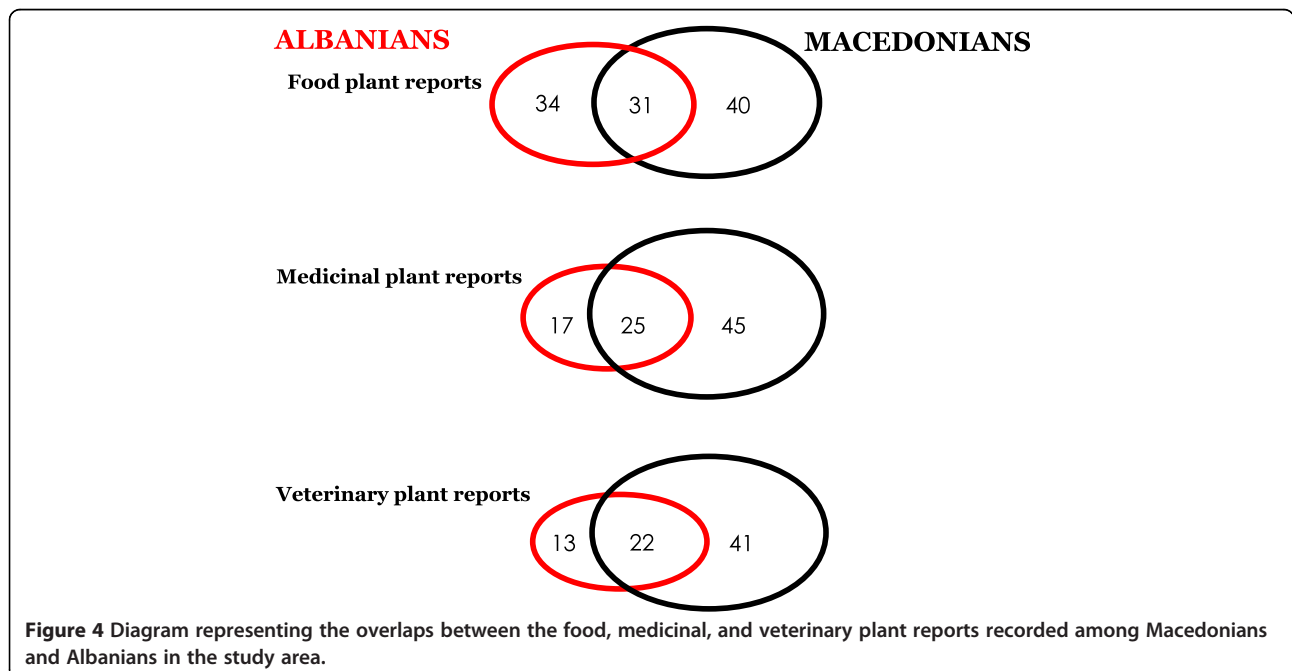 ALBANIANS
MACEDONIANS
Food plant reports
34 31 40
Medicinal plant reports
17 25 45
Veterinary plant reports
13 22 41
Figure 4 Diagram representing the overlaps between the food, medicinal, and veterinary plant reports recorded among Macedonians
and Albanians in the study area.